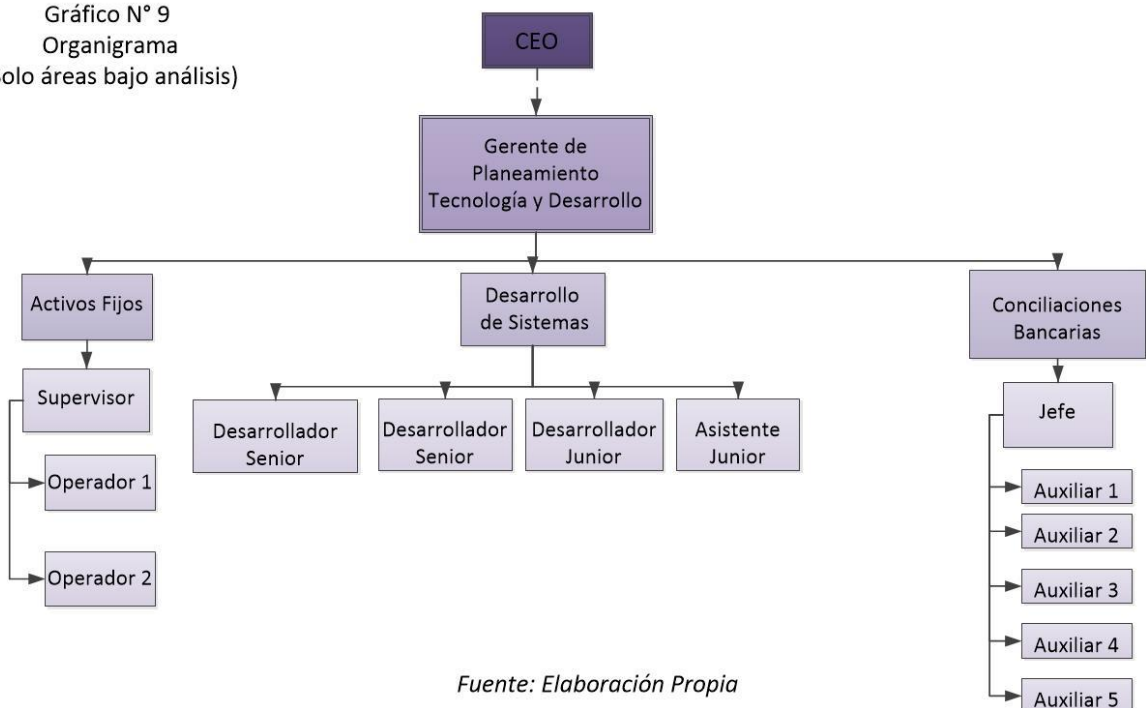 Gráfico N° 9
Organigrama
olo áreas bajo análisis)
CEO
Gerente de
Planeamiento
Tecnología y Desarrollo
Activos Fijos
Desarrollo
de Sistemas
Conciliaciones
Bancarias
Supervisor
Operador 1
Operador 2
Desarrollador
Senior
Desarrollador
Senior
Desarrollador
Junior
Asistente
Junior
Jefe
Auxiliar 1
Auxiliar 2
Auxiliar 3
Auxiliar 4
Auxiliar 5
Fuente: Elaboración Propia